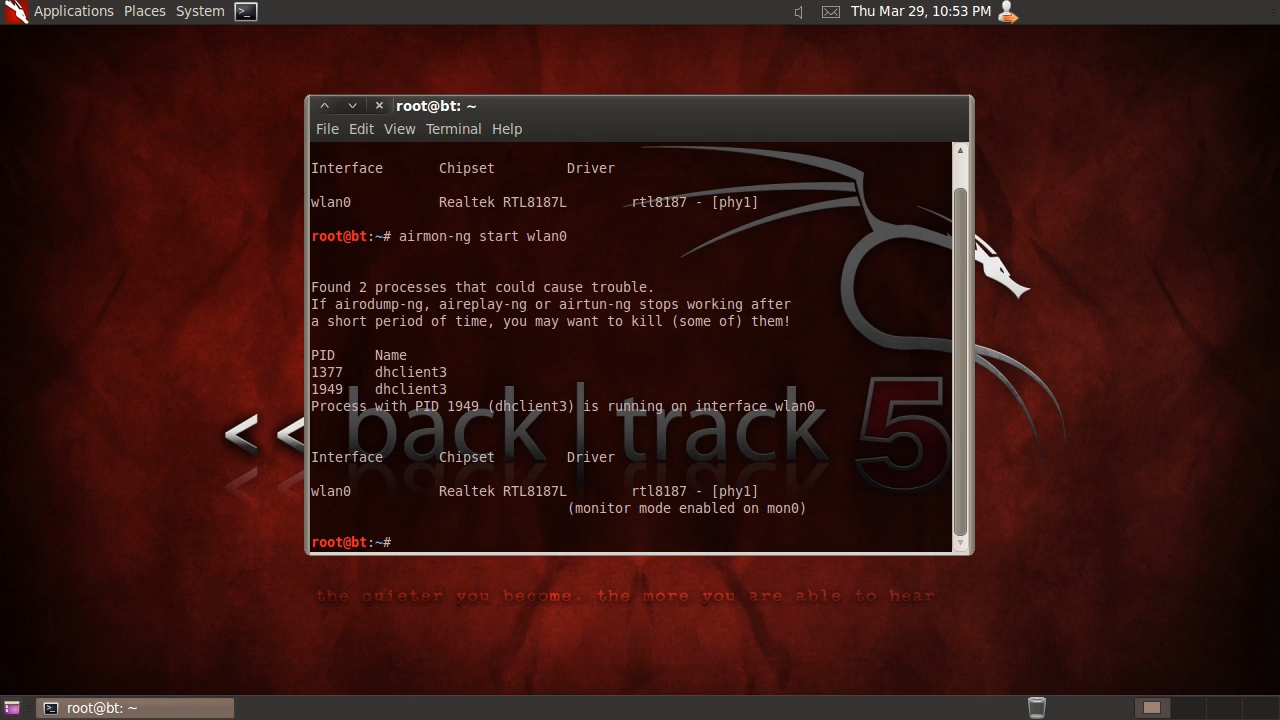 Applications Places System
Thu Mar 29, 10:53 PM
root@bt: ~
File Edit View Terminal Help
Interface Chipset Driver
wlan0 Realtek RTL8187L rtl8187 - [phy1]
root@bt:~# airmon-ng start wlan0
Found 2 processes that could cause trouble.
If airodump-ng, aireplay-ng or airtun-ng stops working after
a short period of time, you may want to kill (some of) them!
PID Name
1377 dhclient3
1949 dhclient3
Process with PID 1949 (dhclient3) is running on interface wlan0
<< back | track 5
Interface Chipset Driver
wlan0 Realtek RTL8187L rtl8187 - [phy1]
(monitor mode enabled on mon0)
root@bt:~#
the quieter you become, the more you are able to hear
root@bt: ~